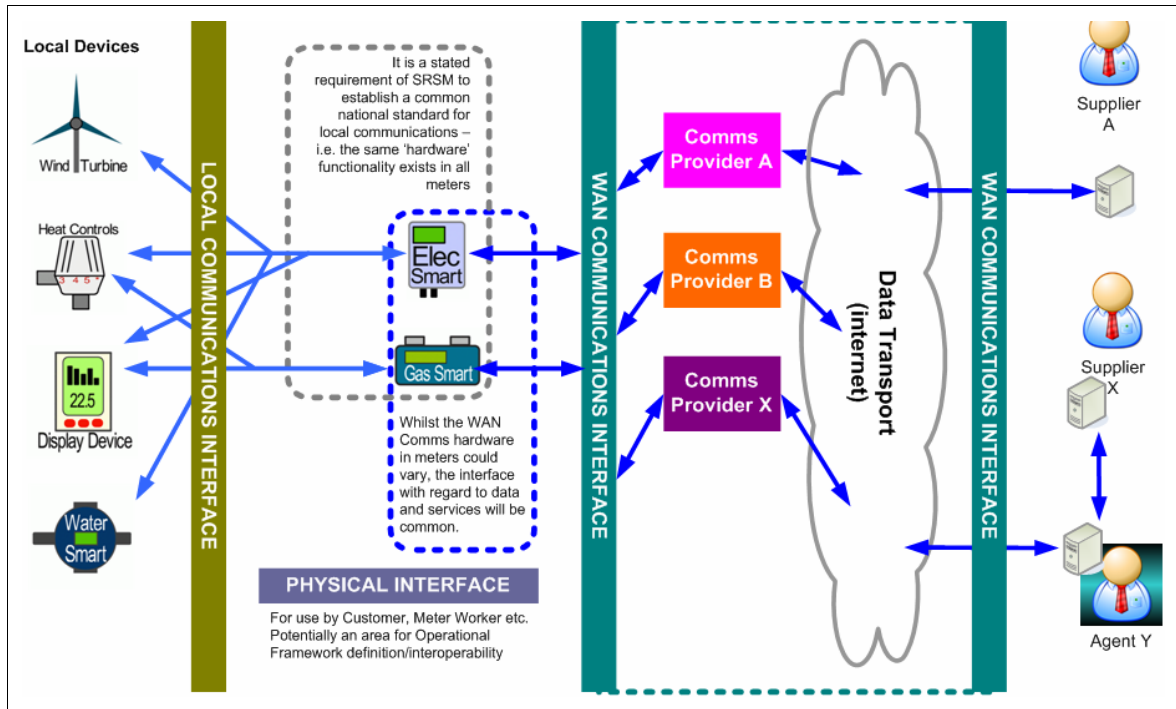 Local Devices
Wind Turbine
Heat Controls
3 4 5
22.5
Display Device
Water
Smart
LOCAL COMMUNICATIONS INTERFACE
It is a stated
requirement of SRSM to
establish a common
national standard for
local communications –
i.e. the same 'hardware'
functionality exists in all
meters
Elec
Smart
Gas Smart
Whilst the WAN
Comms hardware
in meters could
vary, the interface
with regard to data
and services will be
common.
PHYSICAL INTERFACE
For use by Customer, Meter Worker etc.
Potentially an area for Operational
Framework definition/interoperability
WAN COMMUNICATIONS INTERFACE
Comms
Provider A
Comms
Provider B
Comms
Provider X
Data Transport
(internet)
WAN COMMUNICATIONS INTERFACE
Supplier
A
Supplier
X
Agent Y